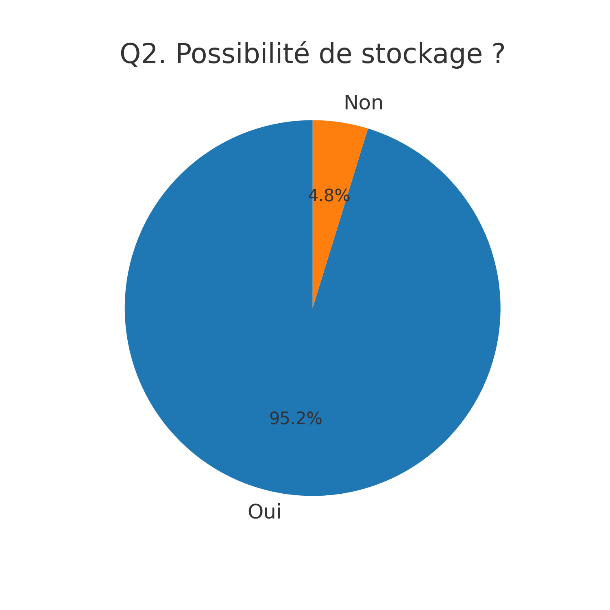 Q2. Possibilité de stockage ?
Non
4.8%
95.2%
Oui